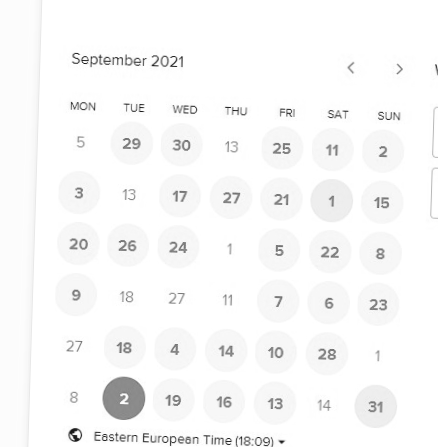 September 2021 < >
MON TUE WED THU FRI SAT SUN
5 29 30 13 25 11 2
3 13 17 27 21 1 15
20 26 24 1 5 22 8
9 18 27 11 7 6 23
27 18 4 14 10 28 1
8 2 19 16 13 14 31
Eastern European Time (18:09)